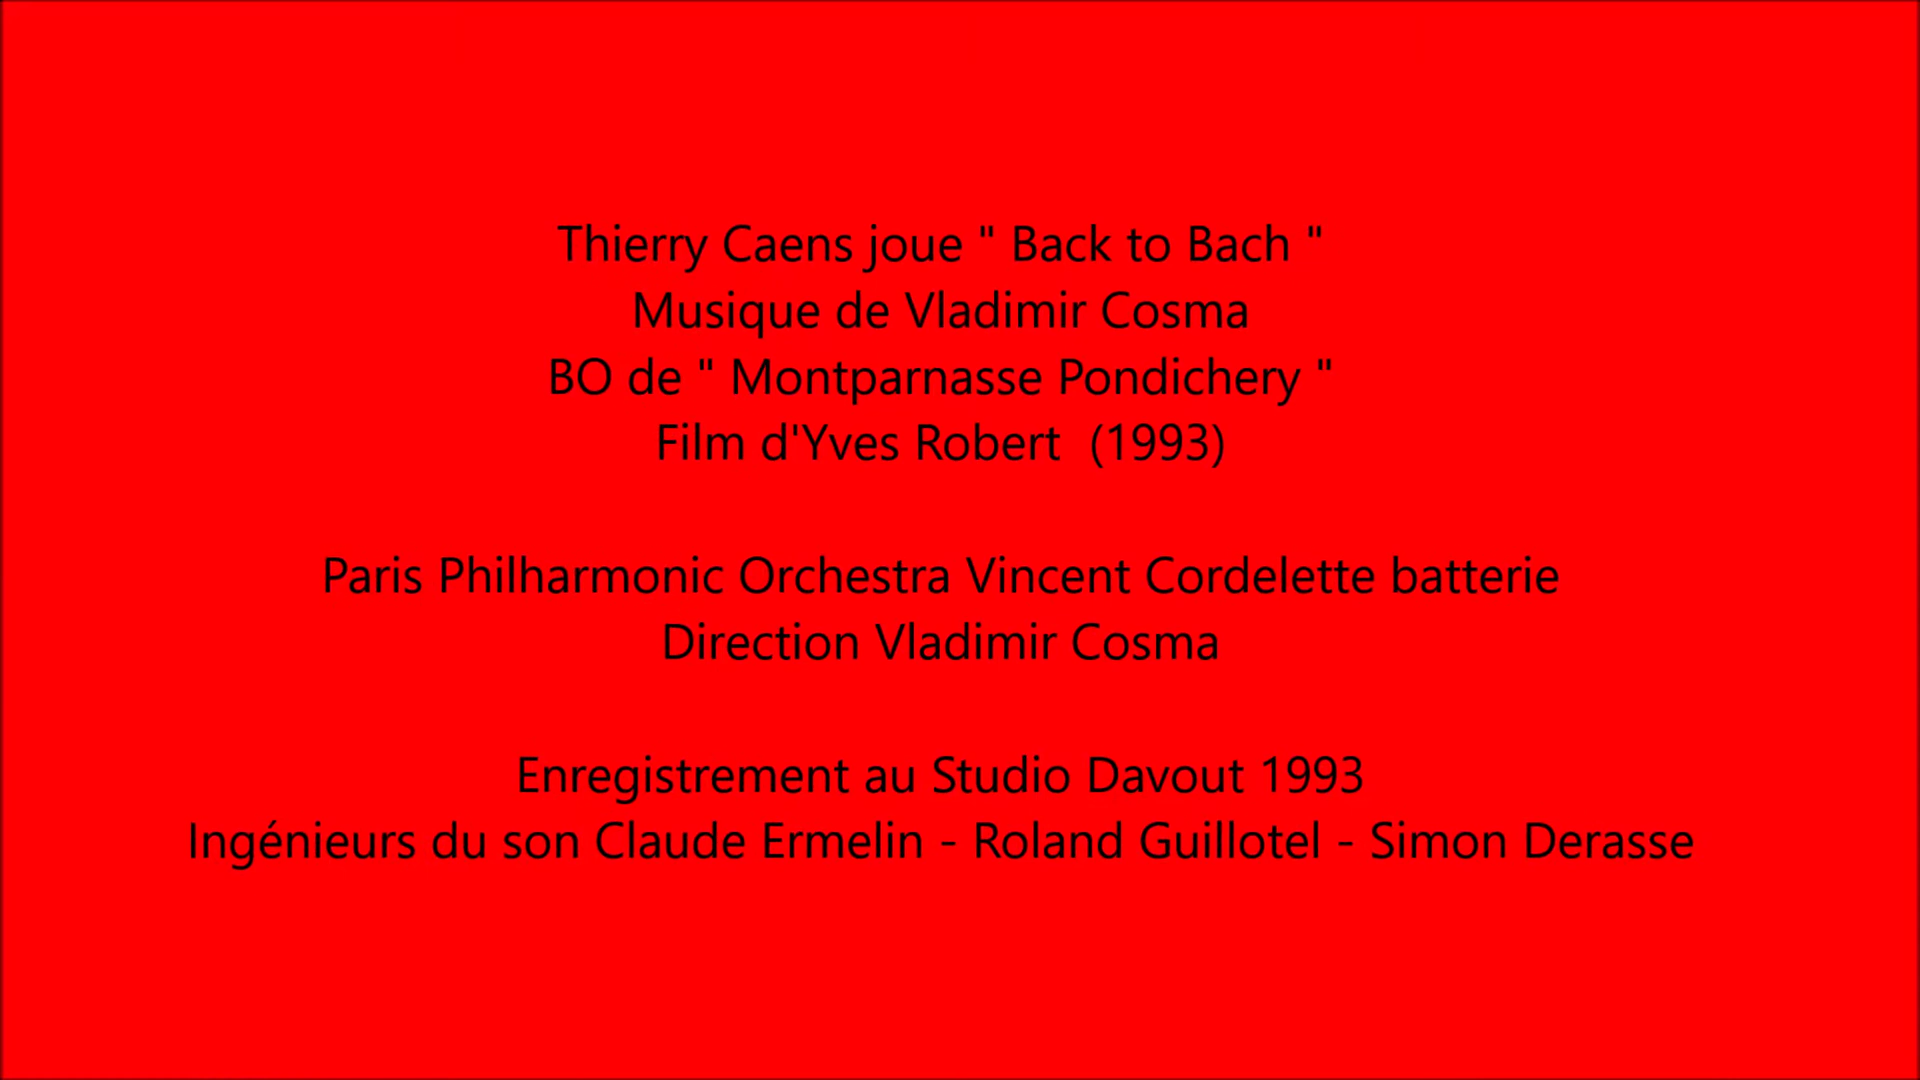 Thierry Caens joue " Back to Bach "
Musique de Vladimir Cosma
BO de " Montparnasse Pondichery "
Film d'Yves Robert  (1993)
Paris Philharmonic Orchestra Vincent Cordelette batterie
Direction Vladimir Cosma
Enregistrement au Studio Davout 1993
Ingénieurs du son Claude Ermelin - Roland Guillotel - Simon Derasse